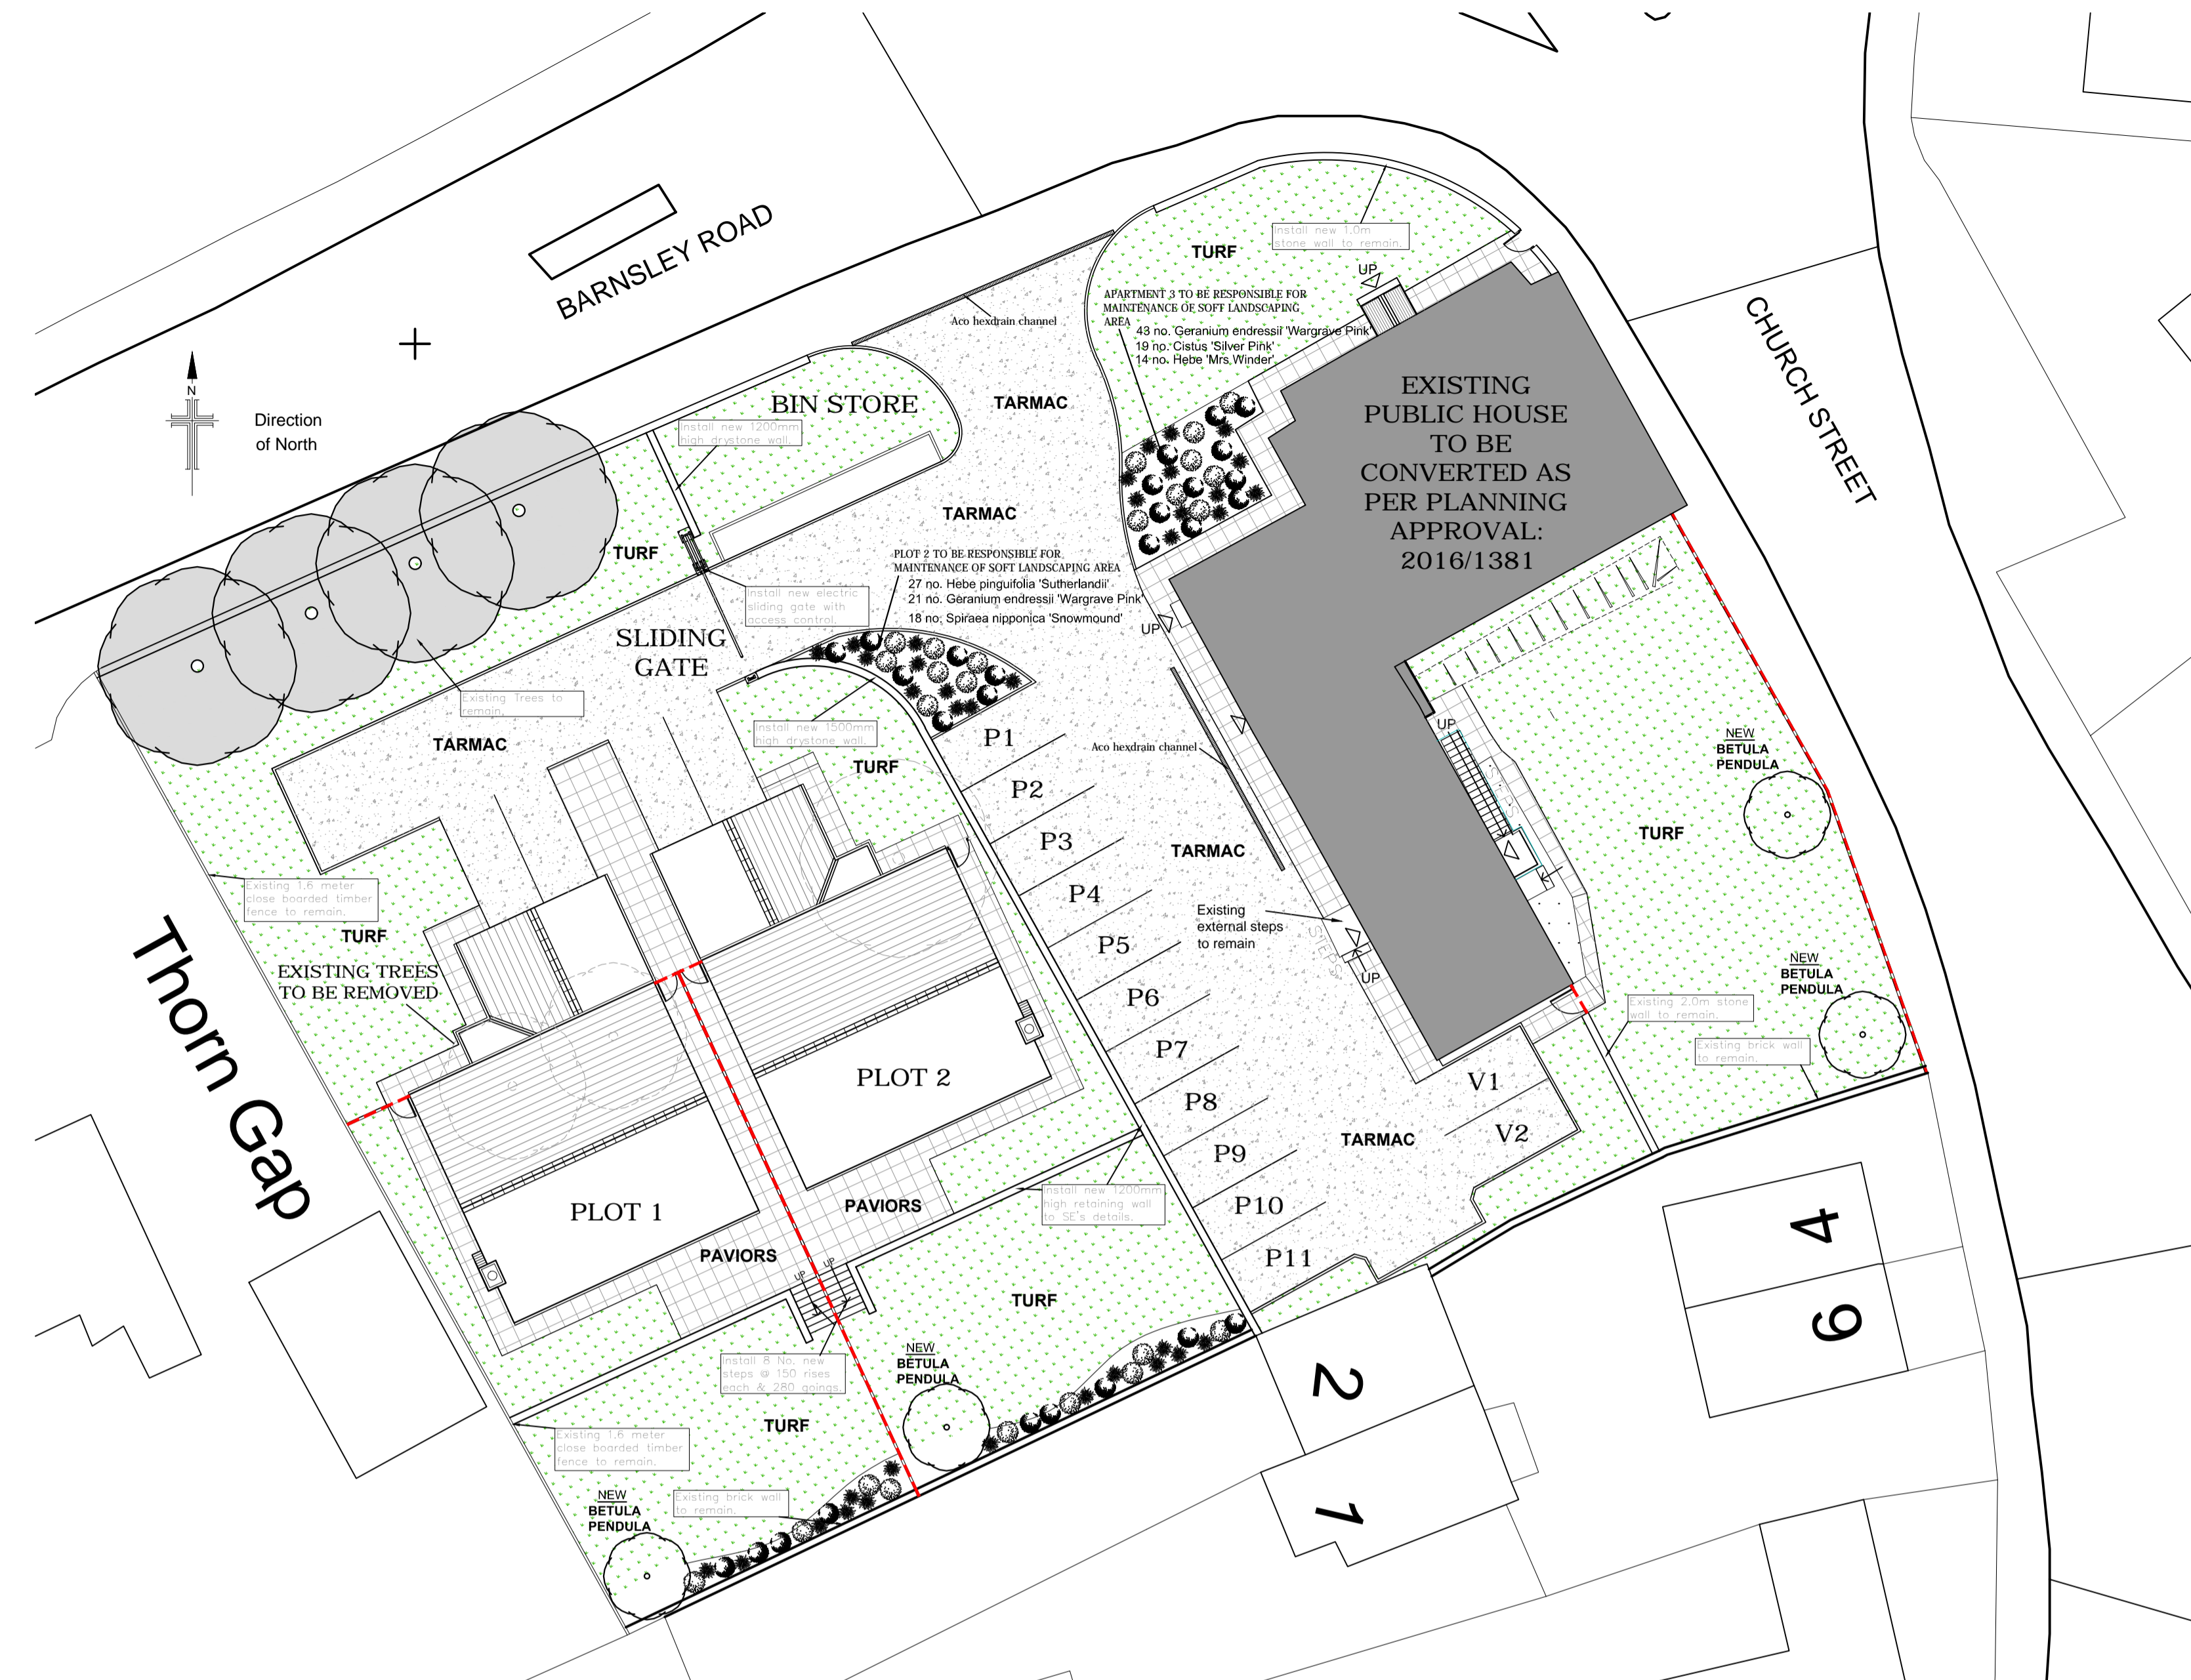 BARNSLEY ROAD
CHURCH STREET
Thorn Gap
N
Direction
of North
TURF
Install new 1.0m
stone wall to remain.
UP
APARTMENT 3 TO BE RESPONSIBLE FOR
MAINTENANCE OF SOFT LANDSCAPING
AREA
43 no. Geranium endressii 'Wargrave Pink'
19 no. Cistus 'Silver Pink'
14 no. Hebe 'Mrs Winder'
Aco hexdrain channel
TARMAC
BIN STORE
Install new 1200mm
high drystone wall.
EXISTING
PUBLIC HOUSE
TO BE
CONVERTED AS
PER PLANNING
APPROVAL:
2016/1381
TARMAC
TURF
PLOT 2 TO BE RESPONSIBLE FOR
MAINTENANCE OF SOFT LANDSCAPING AREA
27 no. Hebe pinguifolia 'Sutherlandii'
21 no. Geranium endressii 'Wargrave Pink'
18 no. Spiraea nipponica 'Snowmound'
Install new electric
sliding gate with
access control.
UP
SLIDING
GATE
Existing Trees to
remain.
TARMAC
Install new 1500mm
high drystone wall.
TURF
P1
P2
P3
P4
P5
P6
P7
P8
P9
P10
P11
Aco hexdrain channel
TARMAC
UP
STEPS
NEW
BETULA
PENDULA
TURF
Existing 1.6 meter
close boarded timber
fence to remain.
TURF
EXISTING TREES
TO BE REMOVED
Existing
external steps
to remain
STEPS
UP
NEW
BETULA
PENDULA
Existing 2.0m stone
wall to remain.
Existing brick wall
to remain.
V1
V2
TARMAC
PLOT 2
PLOT 1
PAVIORS
PAVIORS
Install new 1200mm
high retaining wall
to SE's details.
UP
UP
TURF
Install 8 No. new
steps @ 150 rises
each & 280 goings.
NEW
BETULA
PENDULA
TURF
Existing 1.6 meter
close boarded timber
fence to remain.
Existing brick wall
to remain.
NEW
BETULA
PENDULA
4
6
2
1